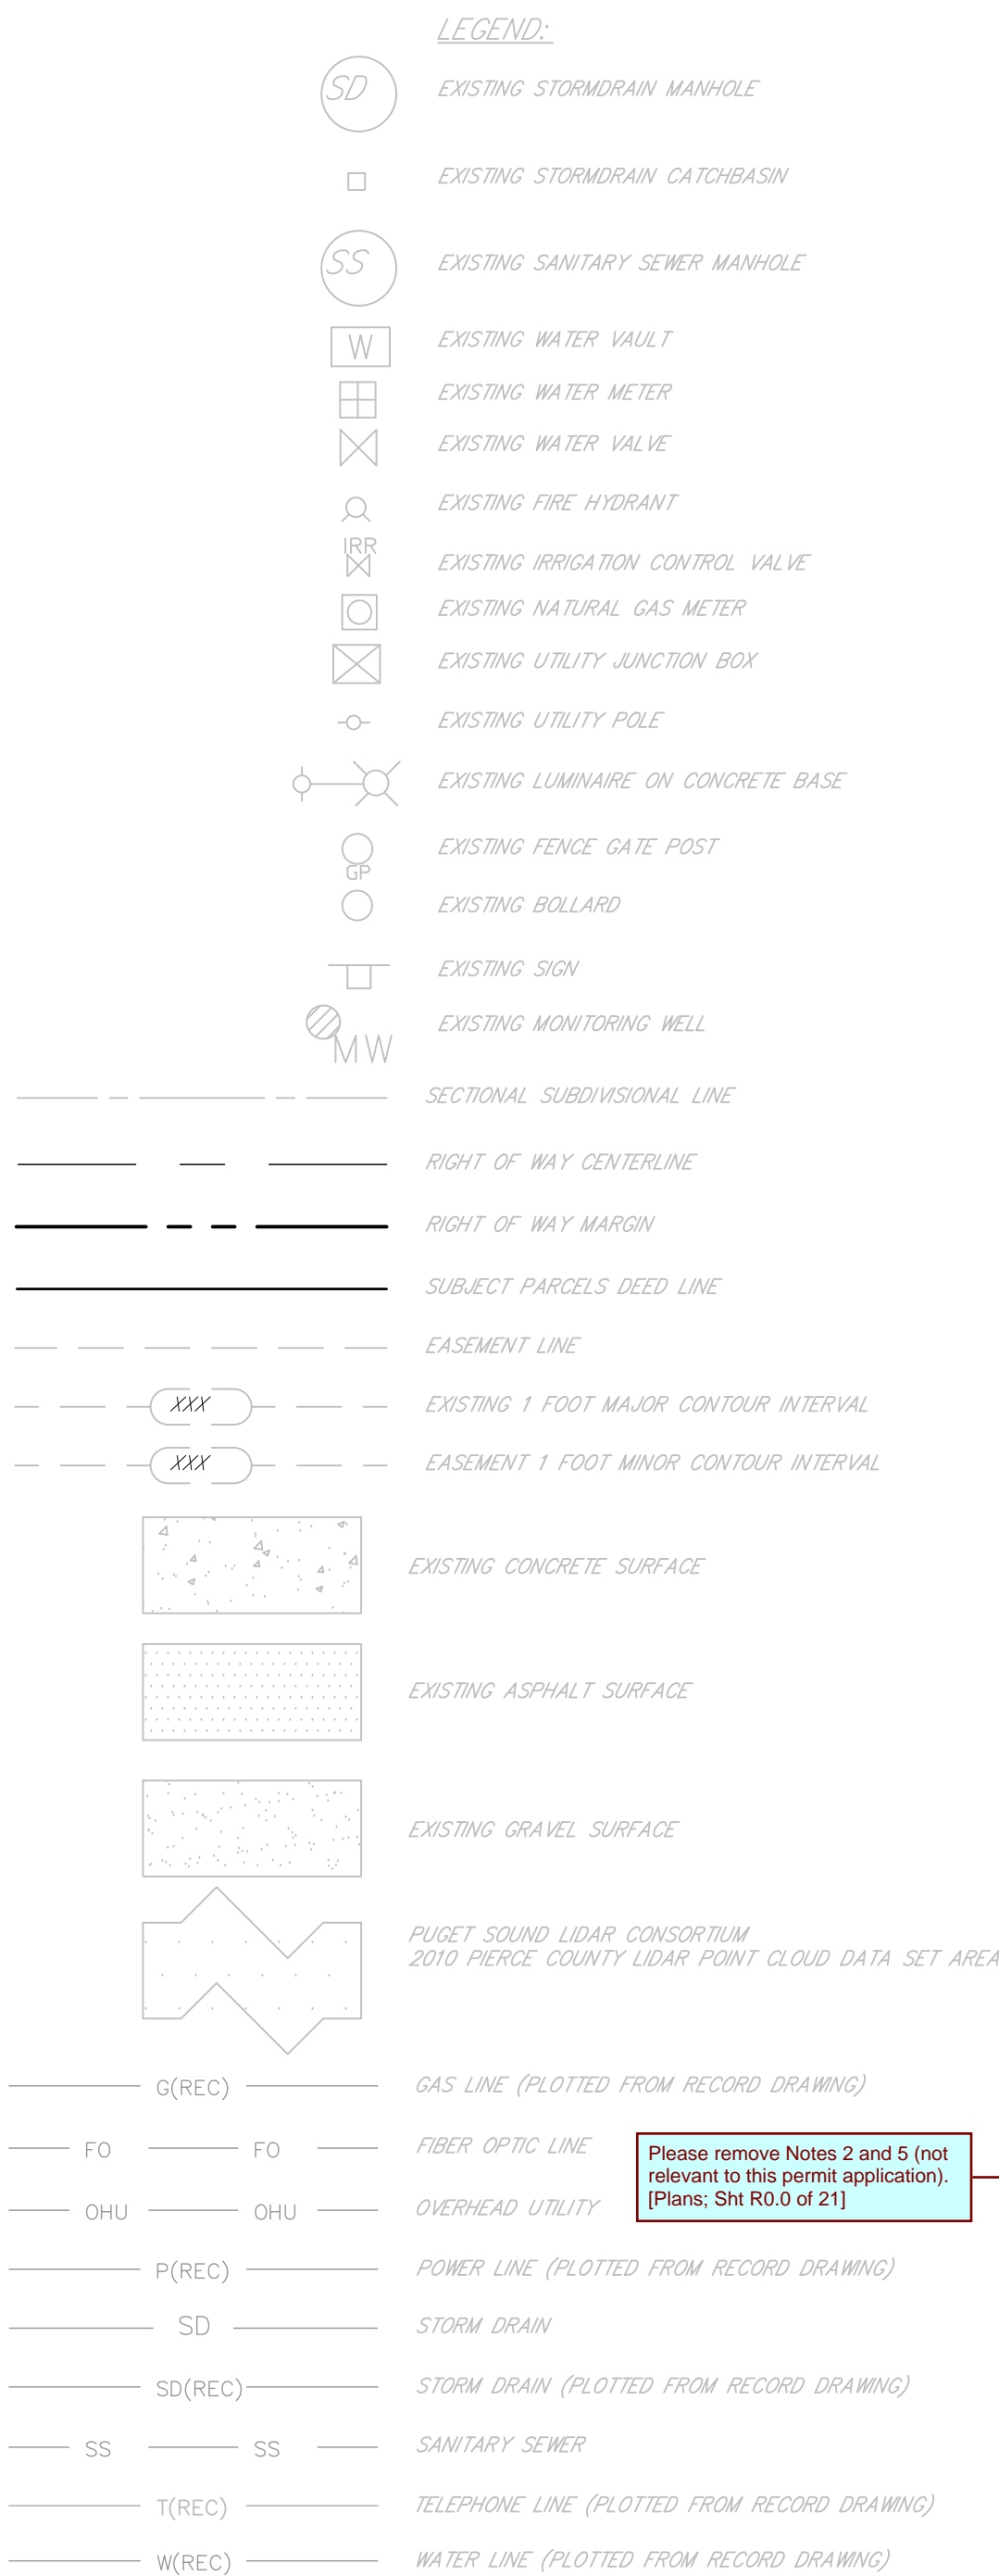 LEGEND:
SD EXISTING STORMDRAIN MANHOLE
EXISTING STORMDRAIN CATCHBASIN
SS EXISTING SANITARY SEWER MANHOLE
W EXISTING WATER VAULT
EXISTING WATER METER
EXISTING WATER VALVE
EXISTING FIRE HYDRANT
IRR
EXISTING IRRIGATION CONTROL VALVE
EXISTING NATURAL GAS METER
EXISTING UTILITY JUNCTION BOX
EXISTING UTILITY POLE
EXISTING LUMINAIRE ON CONCRETE BASE
EXISTING FENCE GATE POST
GP
EXISTING BOLLARD
EXISTING SIGN
EXISTING MONITORING WELL
MW
SECTIONAL SUBDIVISIONAL LINE
RIGHT OF WAY CENTERLINE
RIGHT OF WAY MARGIN
SUBJECT PARCELS DEED LINE
EASEMENT LINE
XXX EXISTING 1 FOOT MAJOR CONTOUR INTERVAL
XXX EASEMENT 1 FOOT MINOR CONTOUR INTERVAL
EXISTING CONCRETE SURFACE
EXISTING ASPHALT SURFACE
EXISTING GRAVEL SURFACE
PUGET SOUND LIDAR CONSORTIUM
2010 PIERCE COUNTY LIDAR POINT CLOUD DATA SET AREA
G(REC) GAS LINE (PLOTTED FROM RECORD DRAWING)
FO FO FIBER OPTIC LINE
Please remove Notes 2 and 5 (not
relevant to this permit application).
[Plans; Sht R0.0 of 21]
OHU OHU OVERHEAD UTILITY
P(REC) POWER LINE (PLOTTED FROM RECORD DRAWING)
SD STORM DRAIN
SD(REC) STORM DRAIN (PLOTTED FROM RECORD DRAWING)
SS SS SANITARY SEWER
T(REC) TELEPHONE LINE (PLOTTED FROM RECORD DRAWING)
W(REC) WATER LINE (PLOTTED FROM RECORD DRAWING)